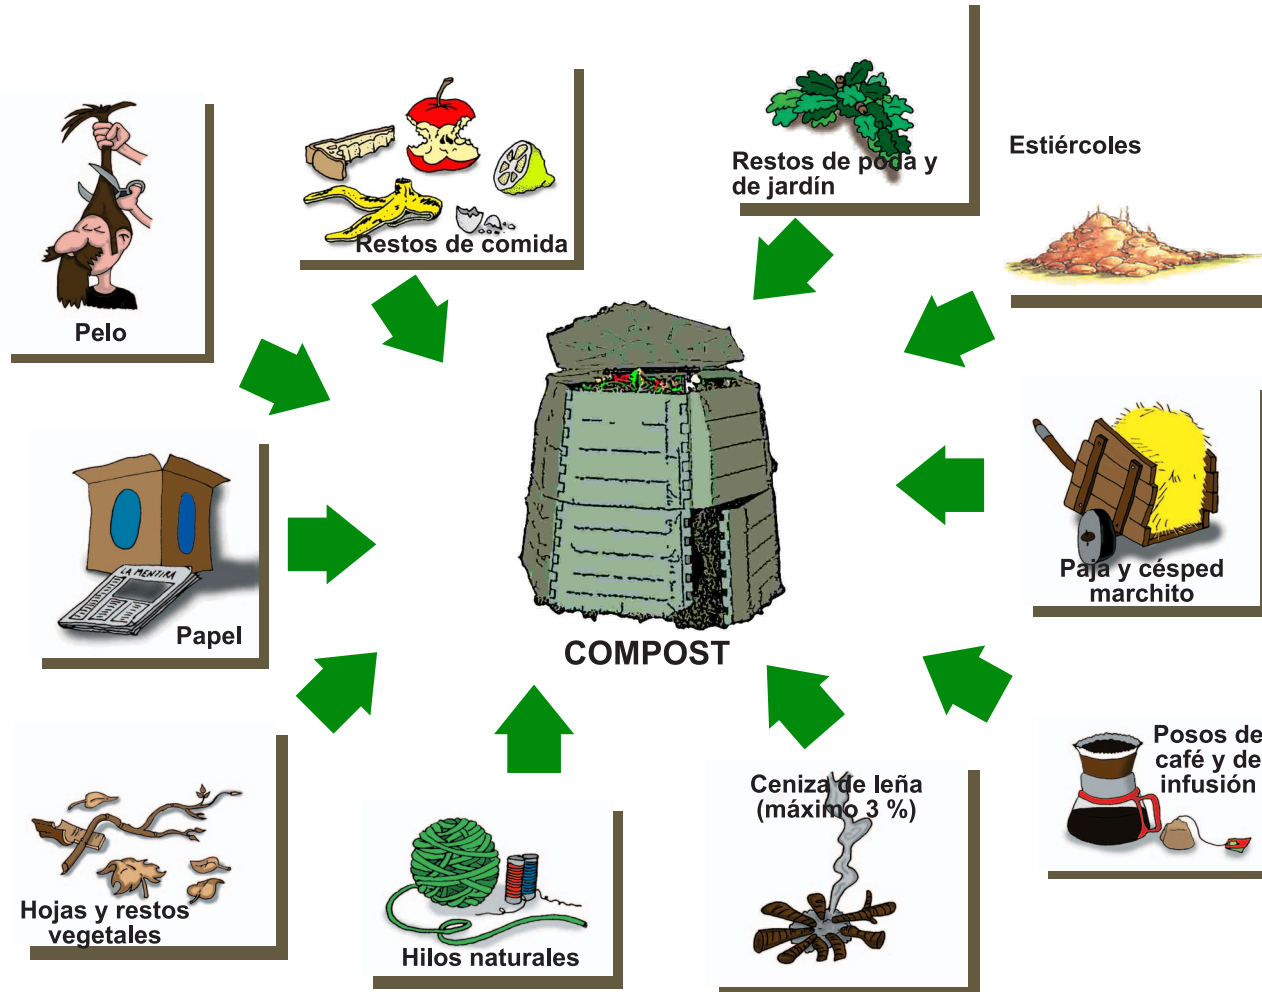 Pelo
Restos de comida
Restos de poda y
de jardín
Estiércoles
Paja y césped
marchito
Posos de
café y de
infusión
Ceniza de leña
(máximo 3 %)
Hilos naturales
Hojas y restos
vegetales
LA MENTIRA
Papel
COMPOST